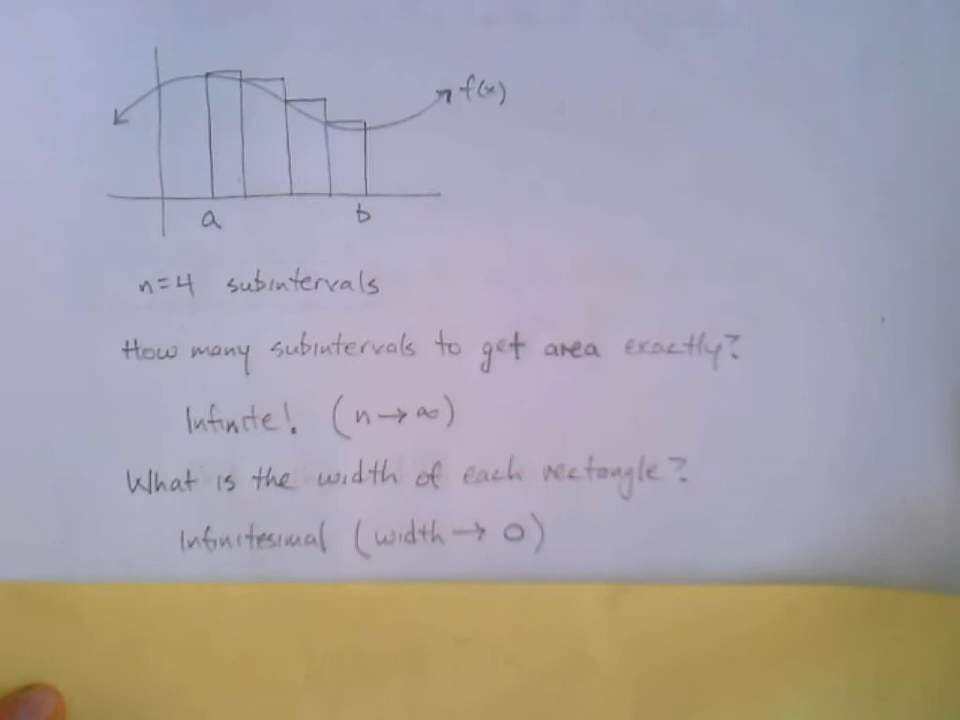 f(x)
a b
n=4 subintervals
How many subintervals to get area exactly?
Infinite! (n→∞)
What is the width of each rectangle?
Infinitesimal (width→0)